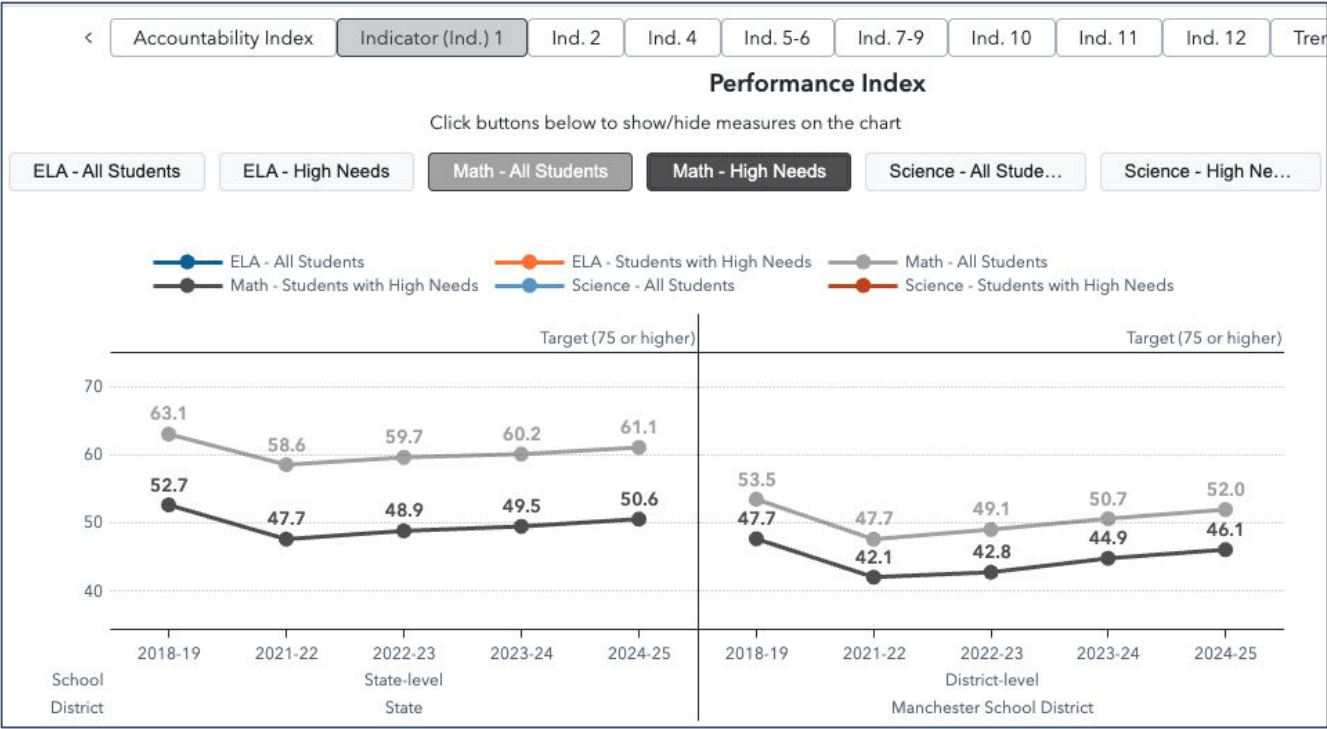 < Accountability Index Indicator (Ind.) 1 Ind. 2 Ind. 4 Ind. 5-6 Ind. 7-9 Ind. 10 Ind. 11 Ind. 12 Tren
Performance Index
Click buttons below to show/hide measures on the chart
ELA - All Students ELA - High Needs Math - All Students Math - High Needs Science - All Stude… Science - High Ne…
ELA - All Students ELA - Students with High Needs Math - All Students
Math - Students with High Needs Science - All Students Science - Students with High Needs
Target (75 or higher) Target (75 or higher)
70
63.1 58.6 59.7 60.2 61.1
60
53.5 47.7 49.1 50.7 52.0
52.7 47.7 48.9 49.5 50.6
50
47.7 42.1 42.8 44.9 46.1
40
2018-19 2021-22 2022-23 2023-24 2024-25 2018-19 2021-22 2022-23 2023-24 2024-25
School State-level District-level
District State Manchester School District